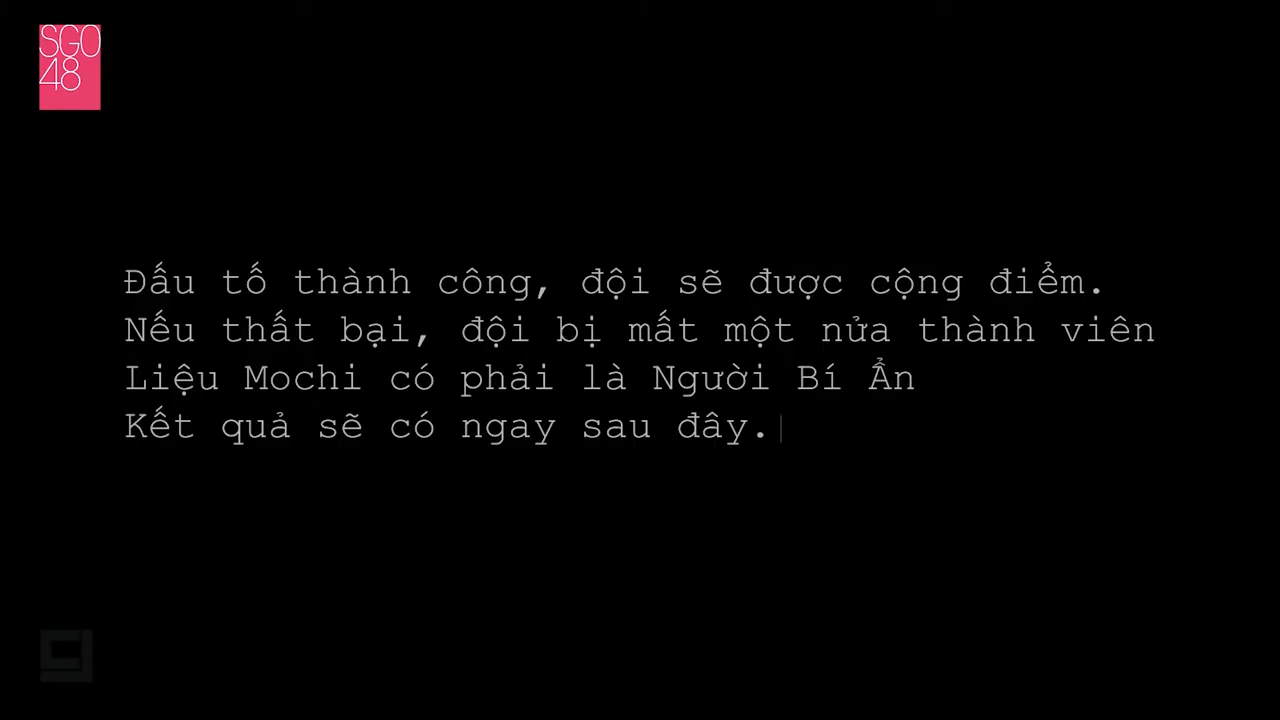 SGO
48
Đấu tố thành công, đội sẽ được cộng điểm.
Nếu thất bại, đội bị mất một nửa thành viên
Liệu Mochi có phải là Người Bí Ẩn
Kết quả sẽ có ngay sau đây.